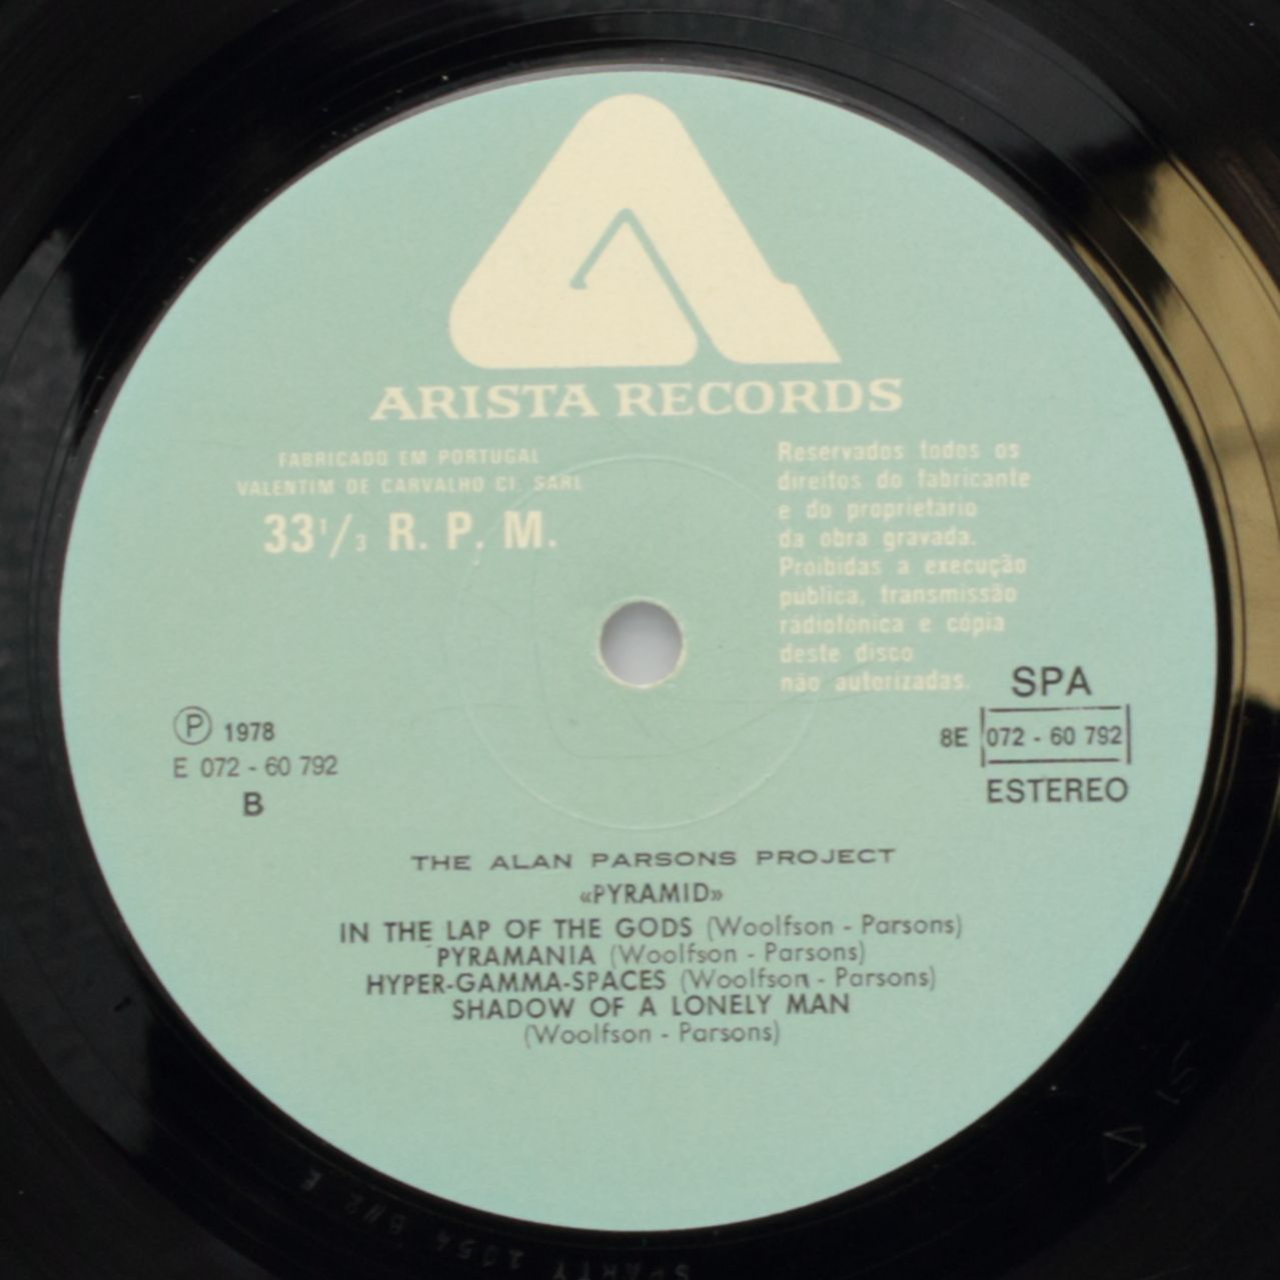 ARISTA RECORDS
FABRICADO EM PORTUGAL
VALENTIM DE CARVALHO CI. SARL
33 1/3 R. P. M.
Reservados todos os
direitos do fabricante
e do proprietário
da obra gravada.
Proibidas a execução
pública, transmissão
radiofónica e cópia
deste disco
não autorizadas.
SPA
8E 072 - 60 792
ESTEREO
Ⓟ 1978
E 072 - 60 792
B
THE ALAN PARSONS PROJECT
«PYRAMID»
IN THE LAP OF THE GODS (Woolfson - Parsons)
PYRAMANIA (Woolfson - Parsons)
HYPER-GAMMA-SPACES (Woolfson - Parsons)
SHADOW OF A LONELY MAN
(Woolfson - Parsons)